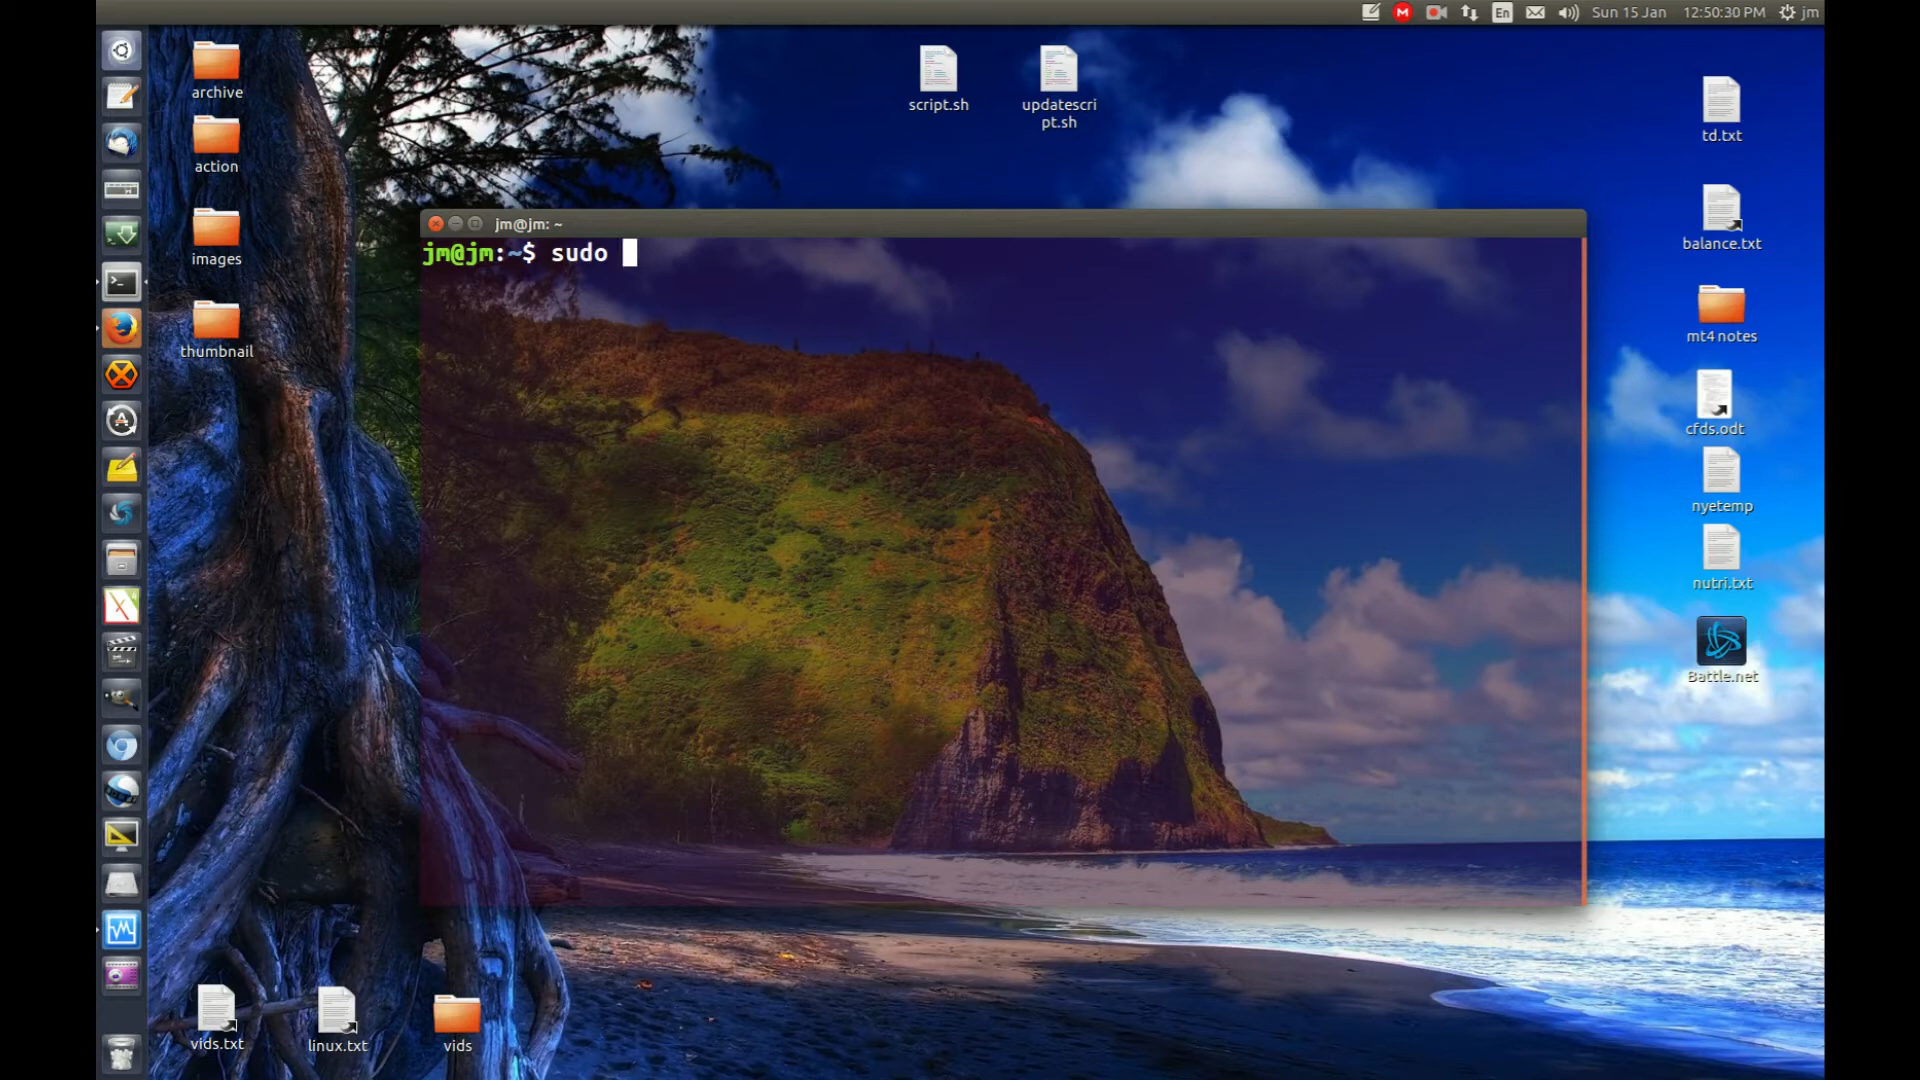 En
M
Sun 15 Jan
12:50:30 PM
jm
archive
action
images
thumbnail
script.sh
updatescri
pt.sh
td.txt
balance.txt
mt4 notes
cfds.odt
nyetemp
nutri.txt
Battle.net
jm@jm: ~
jm@jm:~$ sudo
vids.txt
linux.txt
vids